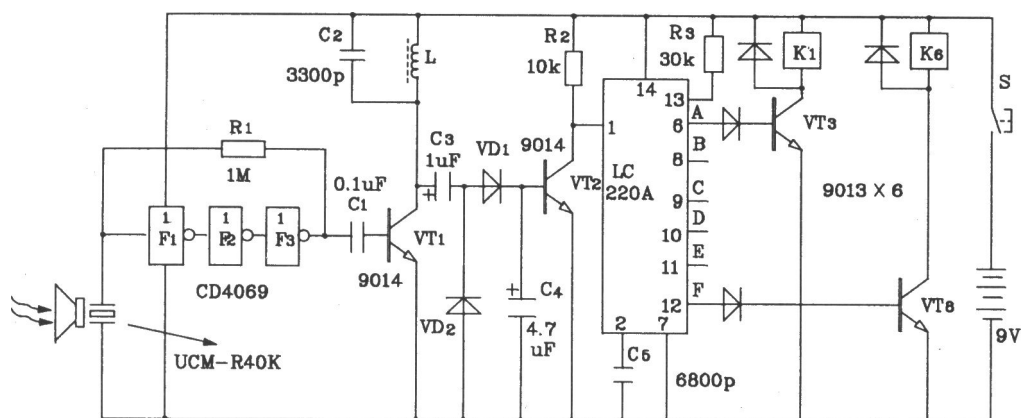 C2
3300p
L
R2
10k
R3
30k
K1
K6
S
14
13
1
6
A
B
8
C
9
D
10
E
11
F
12
2
7
LC
220A
R1
1M
C3
1uF
+
VD1
9014
VT2
VT3
9013 × 6
0.1uF
C1
1
F1
1
F2
1
F3
CD4069
VT1
9014
VD2
+
C4
4.7
uF
C5
6800p
VT8
9V
UCM-R40K